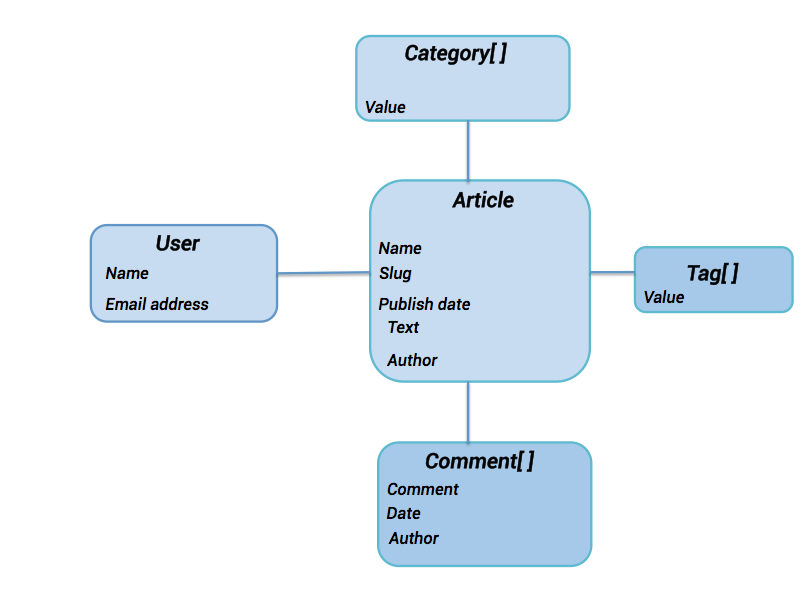 Category[ ]
Value
Article
Name
Slug
Publish date
Text
Author
User
Name
Email address
Tag[ ]
Value
Comment[ ]
Comment
Date
Author